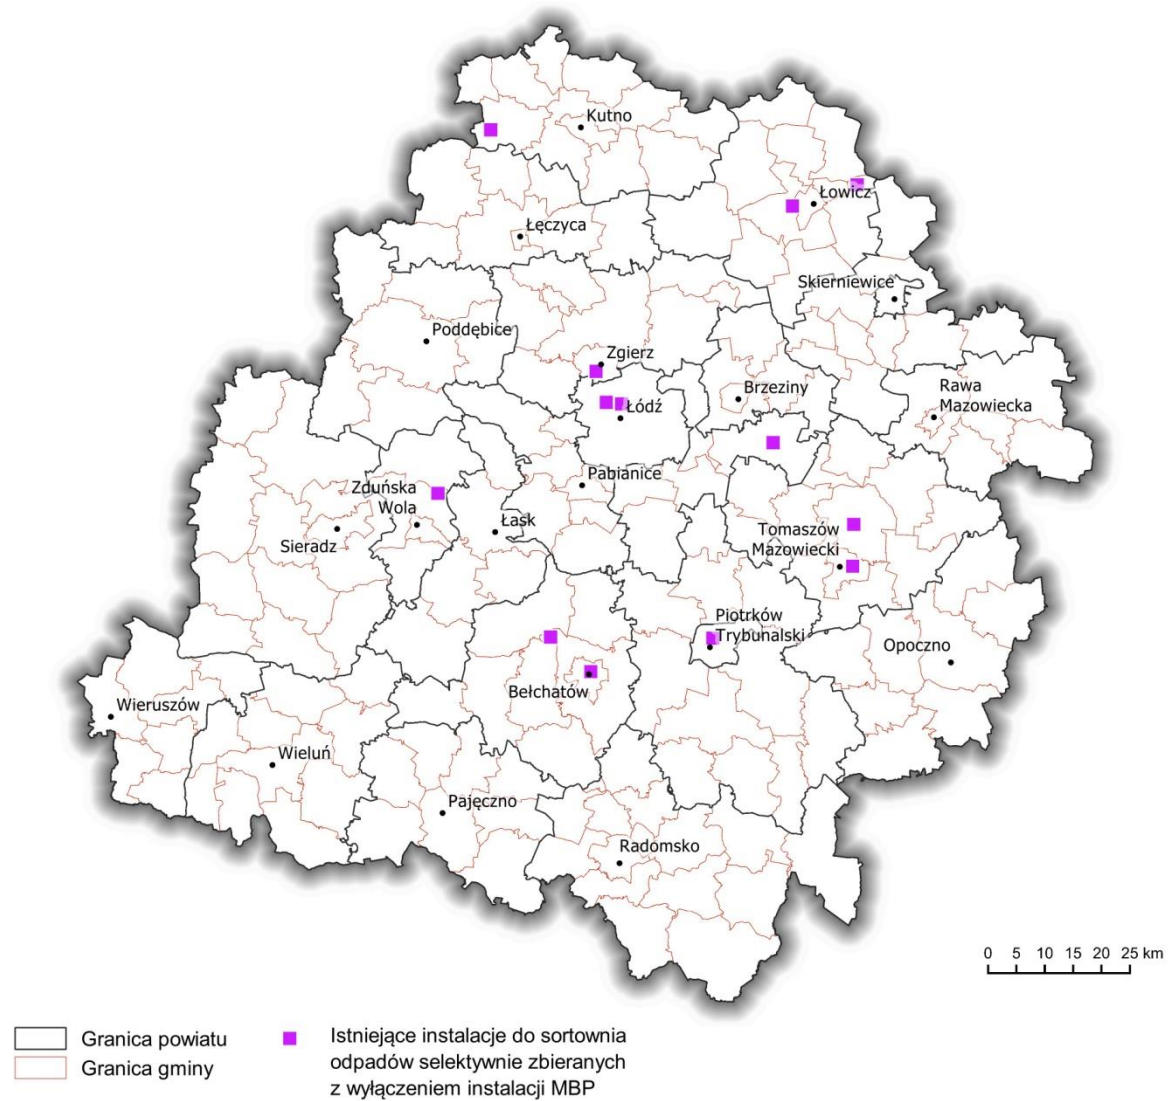 Kutno
Łowicz
Łęczyca
Skierniewice
Poddębice
Zgierz
Brzeziny
Rawa
Mazowiecka
Łódź
Pabianice
Zduńska
Wola
Łask
Sieradz
Tomaszów
Mazowiecki
Piotrków
Trybunalski
Opoczno
Bełchatów
Wieruszów
Wieluń
Pajęczno
Radomsko
0 5 10 15 20 25 km
Granica powiatu
Granica gminy
Istniejące instalacje do sortownia
odpadów selektywnie zbieranych
z wyłączeniem instalacji MBP